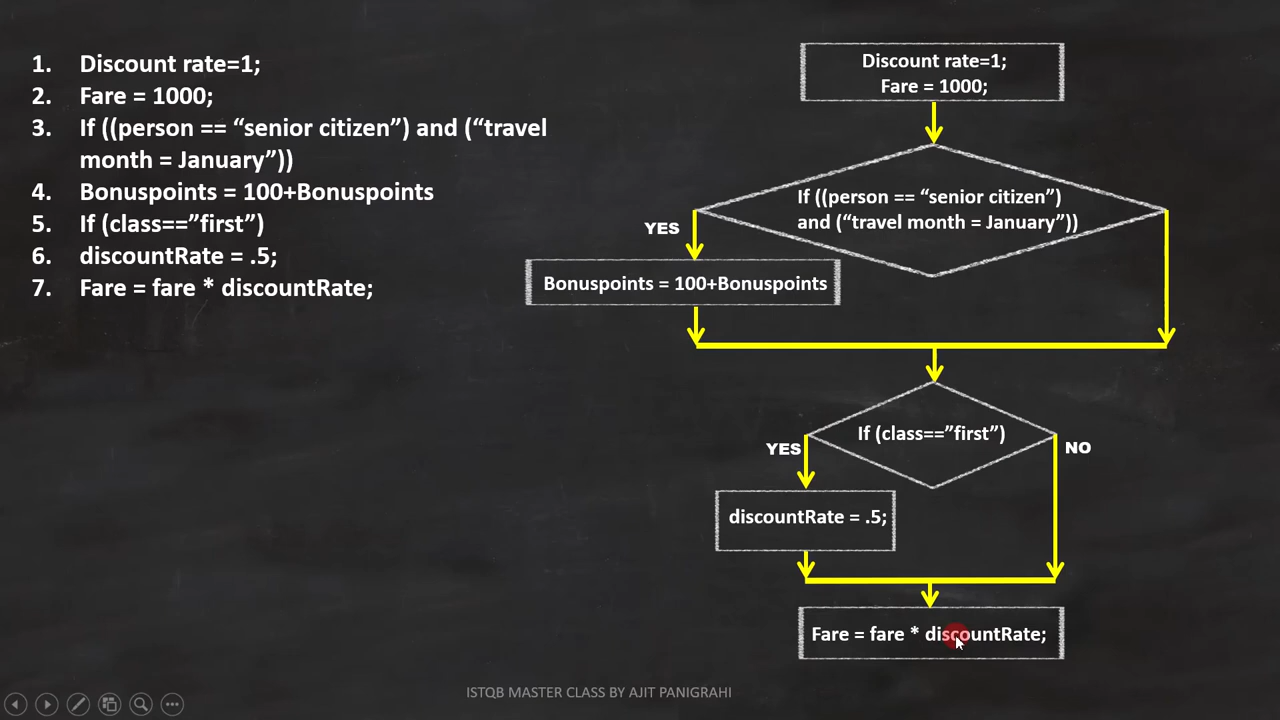 1. Discount rate=1;
2. Fare = 1000;
3. If ((person == “senior citizen”) and (“travel
month = January”))
4. Bonuspoints = 100+Bonuspoints
5. If (class==”first”)
6. discountRate = .5;
7. Fare = fare * discountRate;
Discount rate=1;
Fare = 1000;
If ((person == “senior citizen”)
and (“travel month = January”))
YES
Bonuspoints = 100+Bonuspoints
If (class==”first”)
YES
NO
discountRate = .5;
Fare = fare * discountRate;
ISTQB MASTER CLASS BY AJIT PANIGRAHI